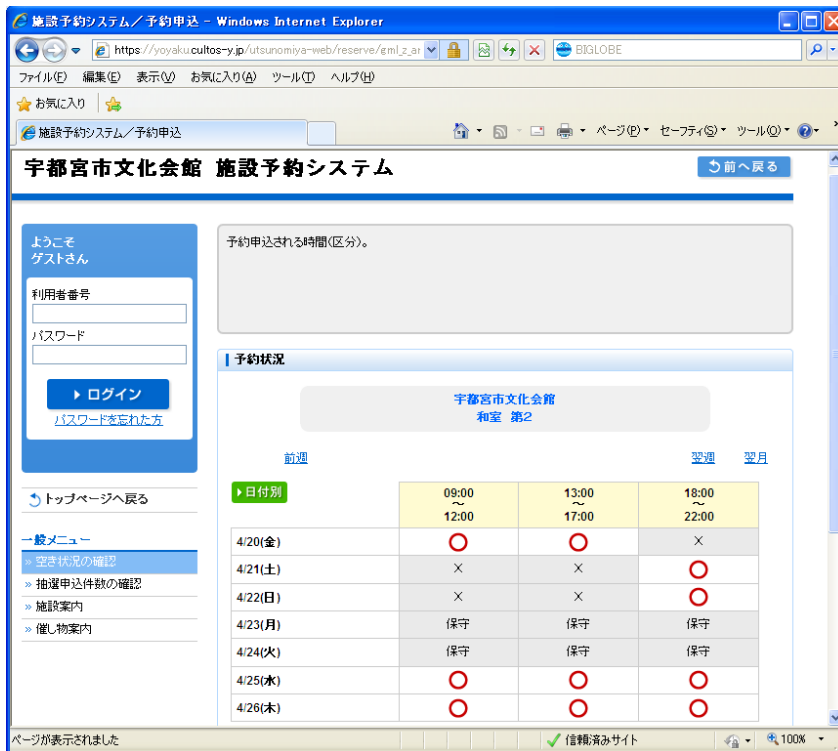 施設予約システム／予約申込 - Windows Internet Explorer
https://yoyaku.cultos-y.jp/utsunomiya-web/reserve/gml_z_ar
BIGLOBE
ファイル(F) 編集(E) 表示(V) お気に入り(A) ツール(T) ヘルプ(H)
お気に入り
施設予約システム／予約申込
ページ(P) セーフティ(S) ツール(O)
宇都宮市文化会館 施設予約システム
前へ戻る
ようこそ
ゲストさん
利用者番号
パスワード
ログイン
パスワードを忘れた方
トップページへ戻る
一般メニュー
» 空き状況の確認
» 抽選申込件数の確認
» 施設案内
» 催し物案内
予約申込される時間(区分)。
予約状況
宇都宮市文化会館
和室 第2
前週 翌週 翌月
日付別 09:00～12:00 13:00～17:00 18:00～22:00
4/20(金) ○ ○ ×
4/21(土) × × ○
4/22(日) × × ○
4/23(月) 保守 保守 保守
4/24(火) 保守 保守 保守
4/25(水) ○ ○ ○
4/26(木) ○ ○ ○
ページが表示されました 信頼済みサイト 100%